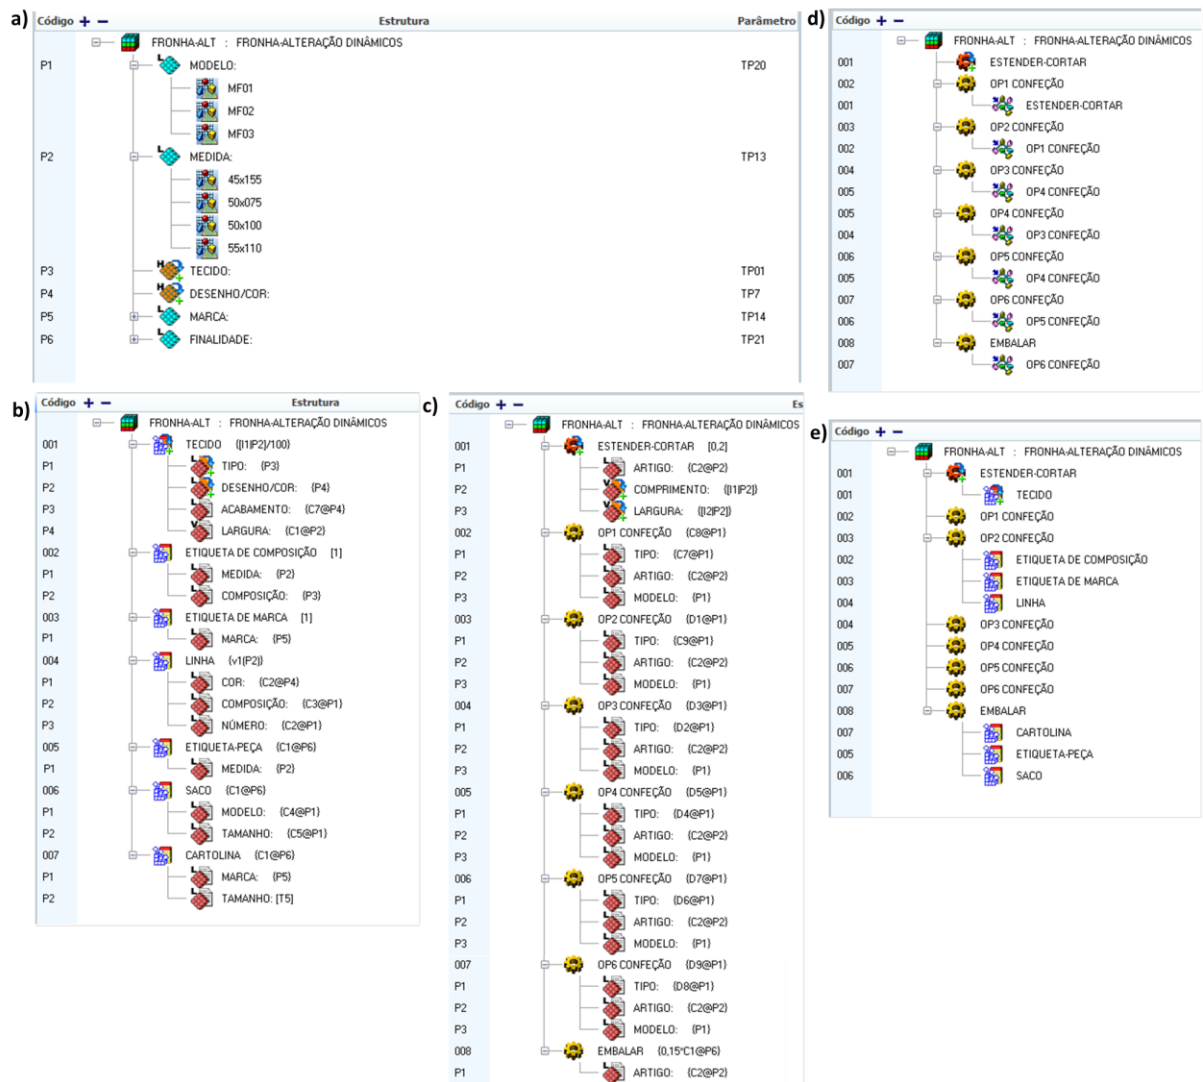 a)
Código + − Estrutura Parâmetro
FRONHA-ALT : FRONHA-ALTERAÇÃO DINÂMICOS
P1 MODELO: TP20
MF01
MF02
MF03
P2 MEDIDA: TP13
45x155
50x075
50x100
55x110
P3 TECIDO: TP01
P4 DESENHO/COR: TP7
P5 MARCA: TP14
P6 FINALIDADE: TP21
b)
Código + − Estrutura
FRONHA-ALT : FRONHA-ALTERAÇÃO DINÂMICOS
001 TECIDO {[I1|P2]/100}
P1 TIPO: {P3}
P2 DESENHO/COR: {P4}
P3 ACABAMENTO: {C7@P4}
P4 LARGURA: {C1@P2}
002 ETIQUETA DE COMPOSIÇÃO [1]
P1 MEDIDA: {P2}
P2 COMPOSIÇÃO: {P3}
003 ETIQUETA DE MARCA [1]
P1 MARCA: {P5}
004 LINHA {v1{P2]}
P1 COR: {C2@P4}
P2 COMPOSIÇÃO: {C3@P1}
P3 NÚMERO: {C2@P1}
005 ETIQUETA-PEÇA {C1@P6}
P1 MEDIDA: {P2}
006 SACO {C1@P6}
P1 MODELO: {C4@P1}
P2 TAMANHO: {C5@P1}
007 CARTOLINA {C1@P6}
P1 MARCA: {P5}
P2 TAMANHO: [T5]
c)
Código + − Es
FRONHA-ALT : FRONHA-ALTERAÇÃO DINÂMICOS
001 ESTENDER-CORTAR [0,2]
P1 ARTIGO: {C2@P2}
P2 COMPRIMENTO: {[I1|P2]}
P3 LARGURA: {[I2|P2]}
002 OP1 CONFEÇÃO {C8@P1}
P1 TIPO: {C7@P1}
P2 ARTIGO: {C2@P2}
P3 MODELO: {P1}
003 OP2 CONFEÇÃO {D1@P1}
P1 TIPO: {C9@P1}
P2 ARTIGO: {C2@P2}
P3 MODELO: {P1}
004 OP3 CONFEÇÃO {D3@P1}
P1 TIPO: {D2@P1}
P2 ARTIGO: {C2@P2}
P3 MODELO: {P1}
005 OP4 CONFEÇÃO {D5@P1}
P1 TIPO: {D4@P1}
P2 ARTIGO: {C2@P2}
P3 MODELO: {P1}
006 OP5 CONFEÇÃO {D7@P1}
P1 TIPO: {D6@P1}
P2 ARTIGO: {C2@P2}
P3 MODELO: {P1}
007 OP6 CONFEÇÃO {D9@P1}
P1 TIPO: {D8@P1}
P2 ARTIGO: {C2@P2}
P3 MODELO: {P1}
008 EMBALAR {0,15*C1@P6}
P1 ARTIGO: {C2@P2}
d)
Código + −
FRONHA-ALT : FRONHA-ALTERAÇÃO DINÂMICOS
001 ESTENDER-CORTAR
002 OP1 CONFEÇÃO
001 ESTENDER-CORTAR
003 OP2 CONFEÇÃO
002 OP1 CONFEÇÃO
004 OP3 CONFEÇÃO
005 OP4 CONFEÇÃO
005 OP4 CONFEÇÃO
004 OP3 CONFEÇÃO
006 OP5 CONFEÇÃO
005 OP4 CONFEÇÃO
007 OP6 CONFEÇÃO
006 OP5 CONFEÇÃO
008 EMBALAR
007 OP6 CONFEÇÃO
e)
Código + −
FRONHA-ALT : FRONHA-ALTERAÇÃO DINÂMICOS
001 ESTENDER-CORTAR
001 TECIDO
002 OP1 CONFEÇÃO
003 OP2 CONFEÇÃO
002 ETIQUETA DE COMPOSIÇÃO
003 ETIQUETA DE MARCA
004 LINHA
004 OP3 CONFEÇÃO
005 OP4 CONFEÇÃO
006 OP5 CONFEÇÃO
007 OP6 CONFEÇÃO
008 EMBALAR
007 CARTOLINA
005 ETIQUETA-PEÇA
006 SACO